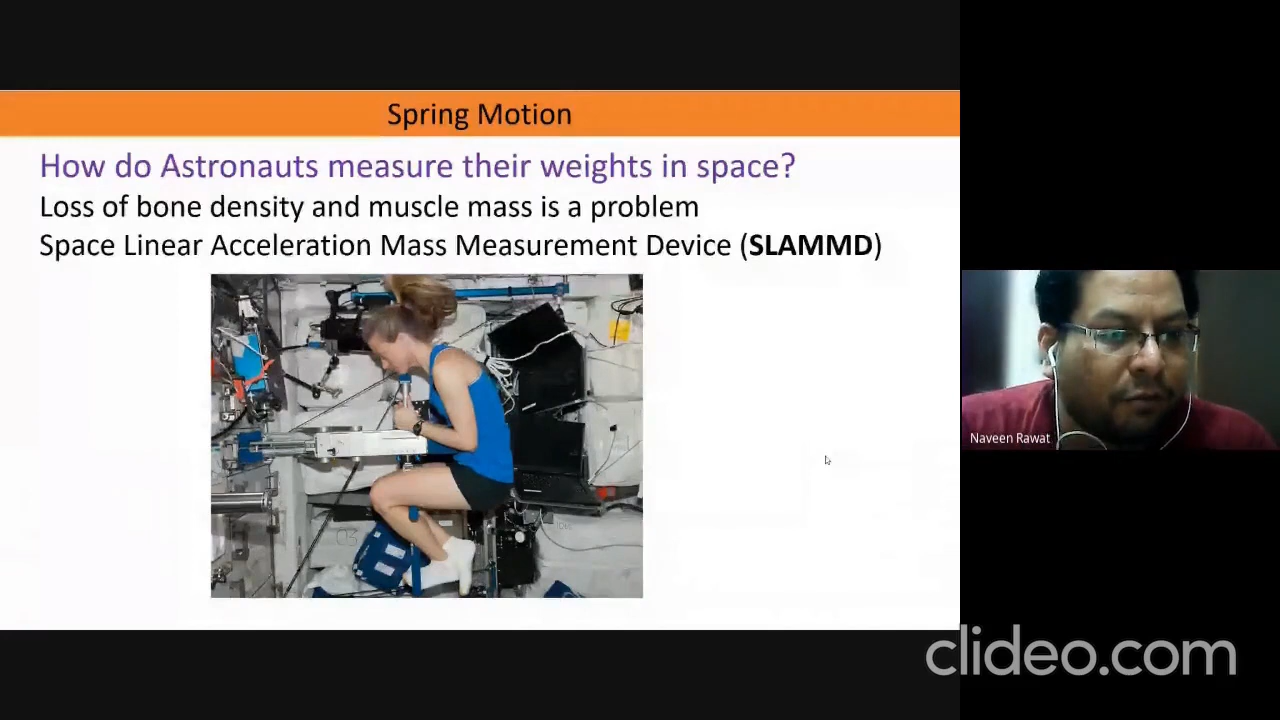 Spring Motion
How do Astronauts measure their weights in space?
Loss of bone density and muscle mass is a problem
Space Linear Acceleration Mass Measurement Device (SLAMMD)
Naveen Rawat
clideo.com